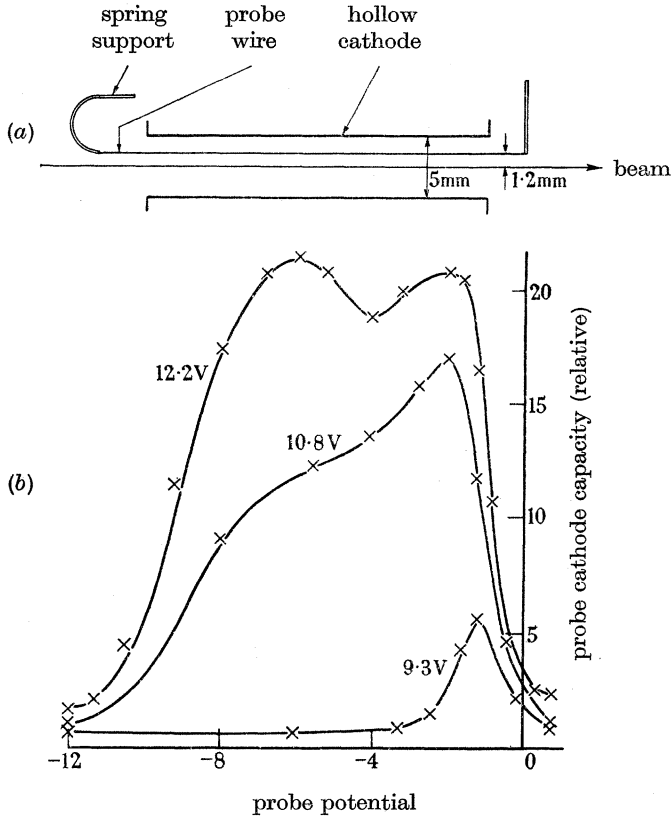 spring support
probe wire
hollow cathode
(a)
beam
5mm
1·2mm
20
12·2V
15
10·8V
(b)
10
5
9·3V
probe cathode capacity (relative)
-12
-8
-4
0
probe potential